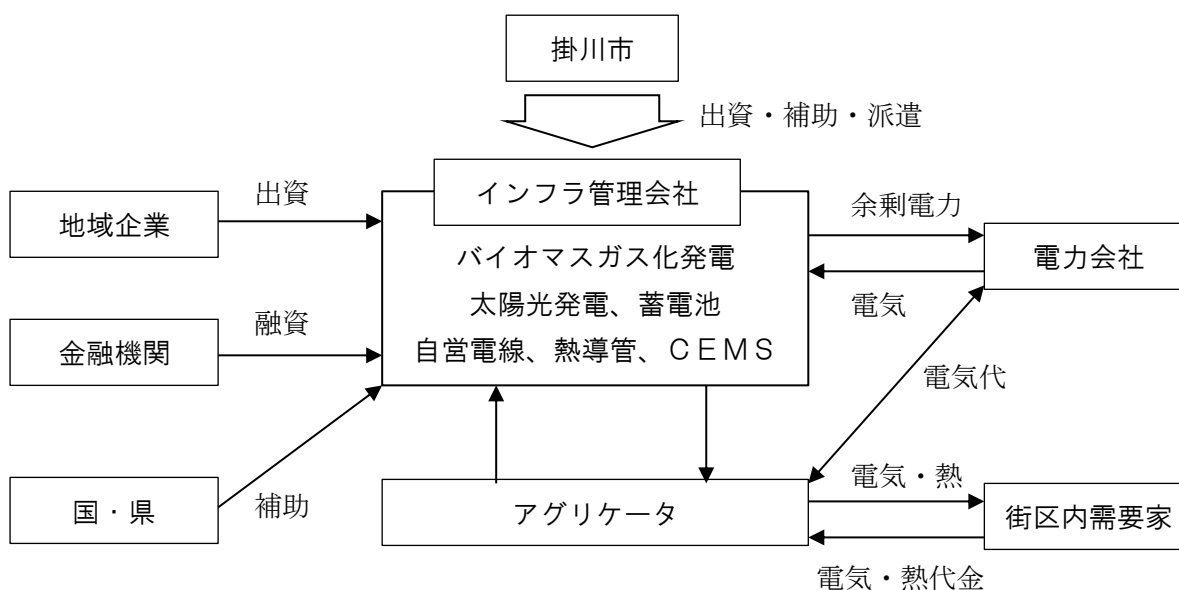 掛川市
出資・補助・派遣
インフラ管理会社
出資
地域企業
バイオマスガス化発電
太陽光発電、蓄電池
自営電線、熱導管、ＣＥＭＳ
余剰電力
電力会社
電気
融資
金融機関
電気代
国・県
補助
アグリケータ
電気・熱
街区内需要家
電気・熱代金